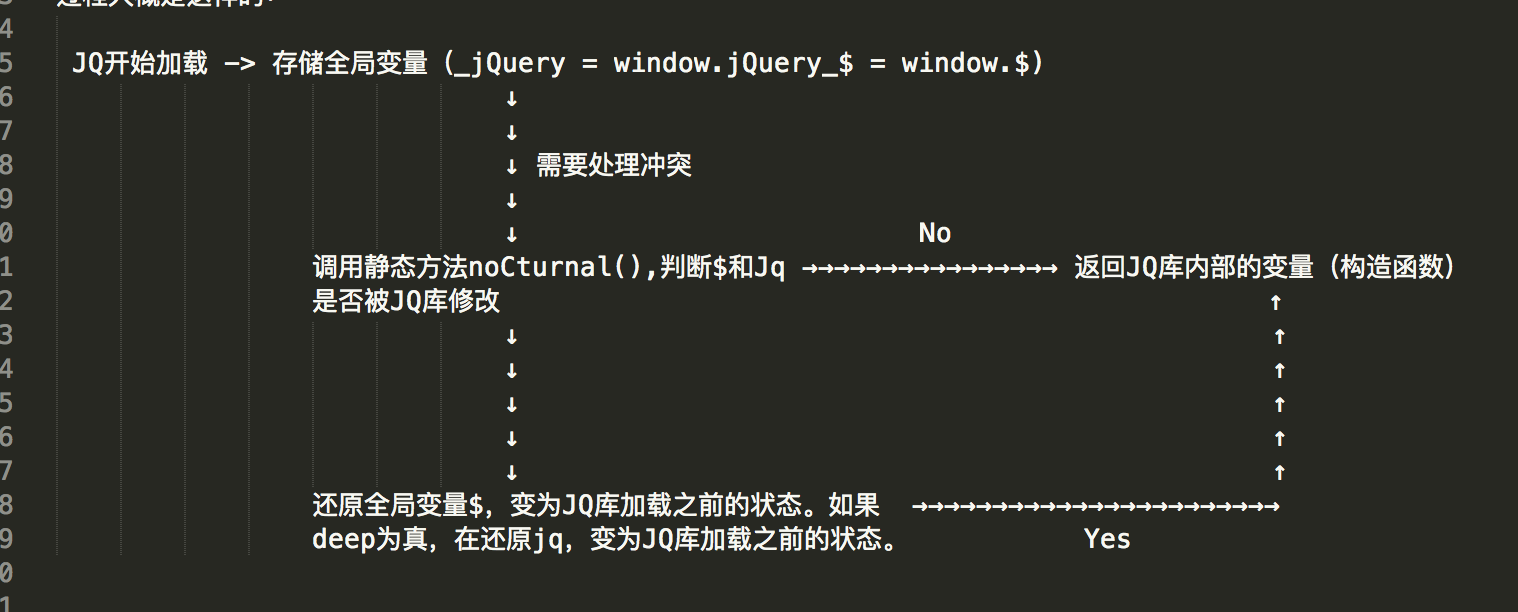 4
5 JQ开始加载 -> 存储全局变量 (_jQuery = window.jQuery_$ = window.$)
6 ↓
7 ↓
8 ↓ 需要处理冲突
9 ↓
0 ↓ No
1 调用静态方法noCturnal(),判断$和Jq →→→→→→→→→→→→→→→→ 返回JQ库内部的变量（构造函数）
2 是否被JQ库修改 ↑
3 ↓ ↑
4 ↓ ↑
5 ↓ ↑
6 ↓ ↑
7 ↓ ↑
8 还原全局变量$，变为JQ库加载之前的状态。如果 →→→→→→→→→→→→→→→→→→→→→→→
9 deep为真，在还原jq，变为JQ库加载之前的状态。 Yes
0
1